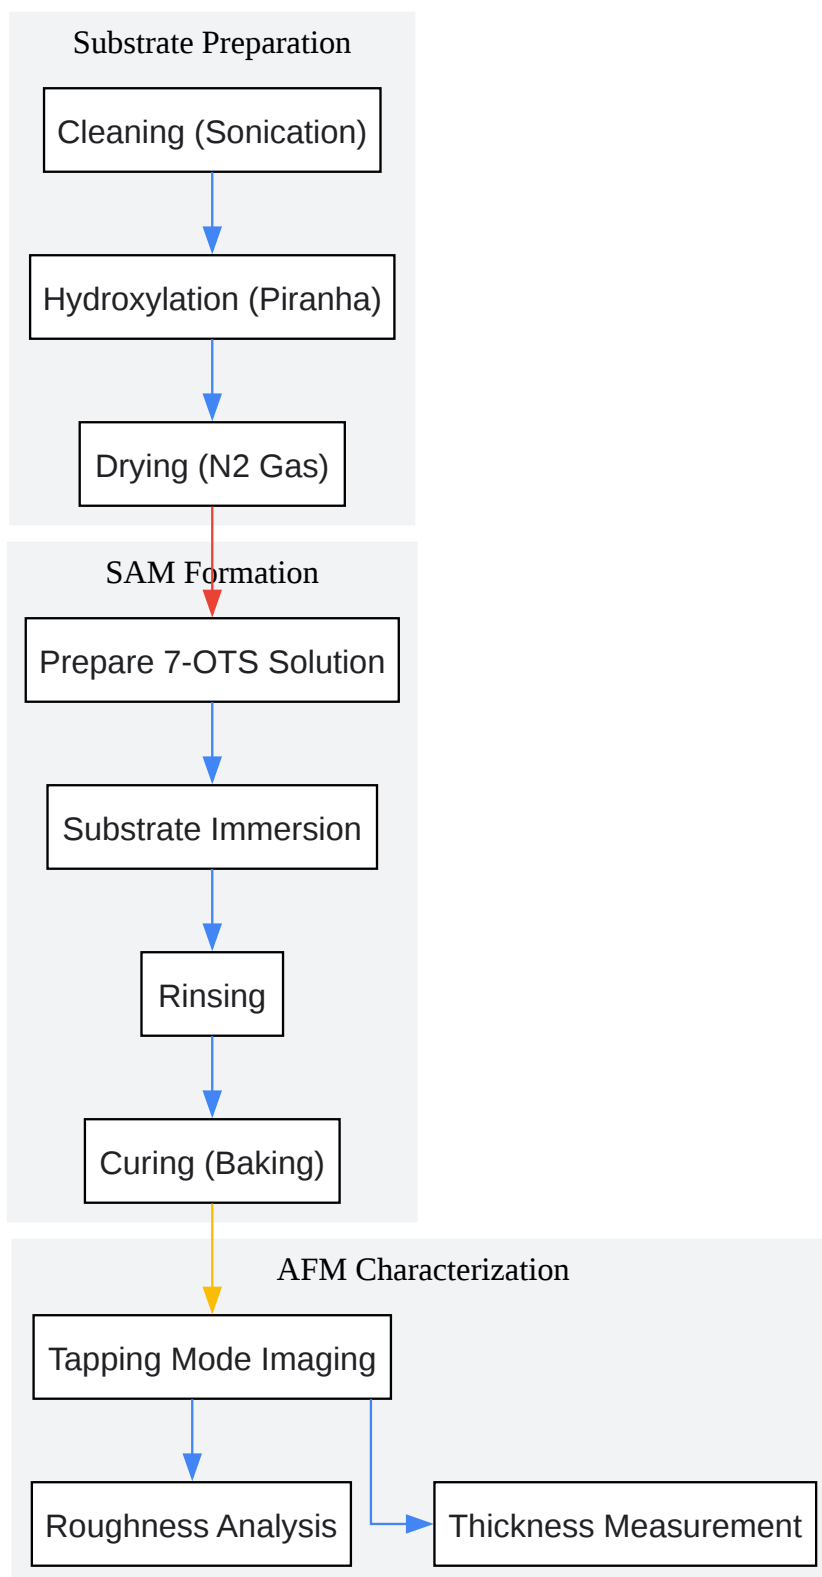 Substrate Preparation
Cleaning (Sonication)
Hydroxylation (Piranha)
Drying (N2 Gas)
SAM Formation
Prepare 7-OTS Solution
Substrate Immersion
Rinsing
Curing (Baking)
AFM Characterization
Tapping Mode Imaging
Roughness Analysis
Thickness Measurement